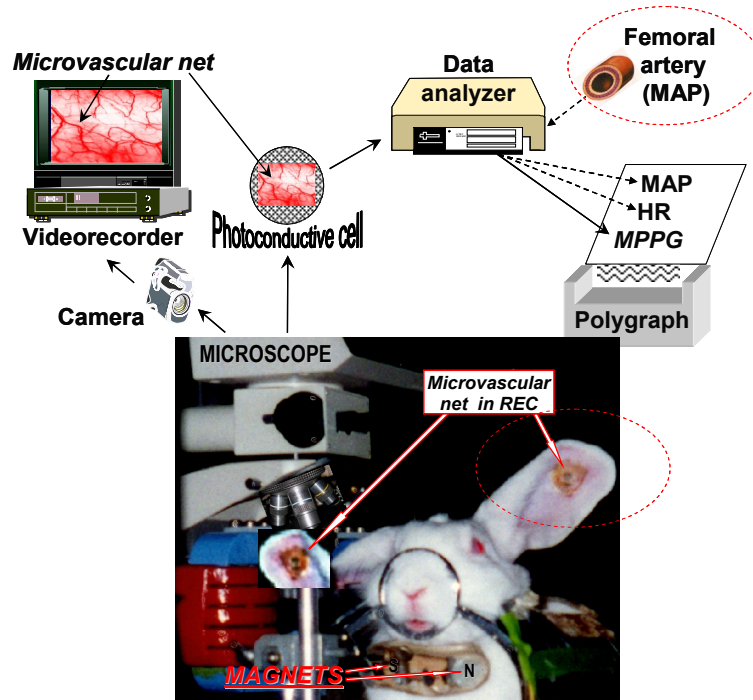 Microvascular net
Videorecorder
Camera
Photoconductive cell
Data
analyzer
Femoral
artery
(MAP)
MAP
HR
MPPG
Polygraph
MICROSCOPE
Microvascular
net in REC
MAGNETS
S
N